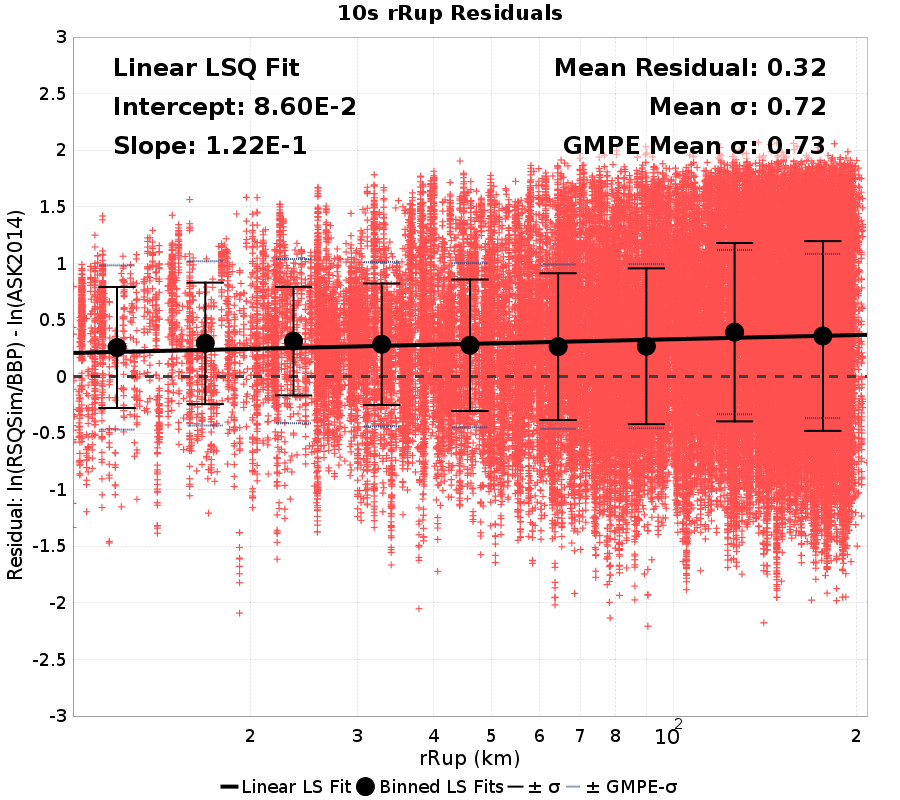 10s rRup Residuals
Linear LSQ Fit
Intercept: 8.60E-2
Slope: 1.22E-1
Mean Residual: 0.32
Mean σ: 0.72
GMPE Mean σ: 0.73
Residual: ln(RSQSim/BBP) - ln(ASK2014)
3
2.5
2
1.5
1
0.5
0
-0.5
-1
-1.5
-2
-2.5
-3
2 3 4 5 6 7 8 10² 2
rRup (km)
Linear LS Fit Binned LS Fits ± σ ± GMPE-σ